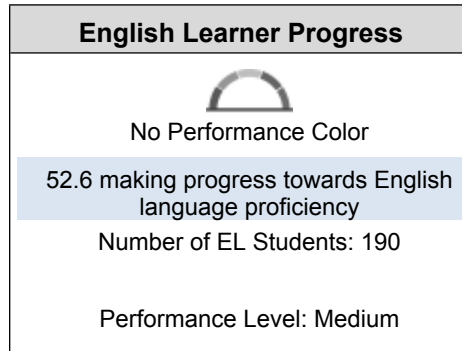 English Learner Progress
No Performance Color
52.6 making progress towards English
language proficiency
Number of EL Students: 190
Performance Level: Medium